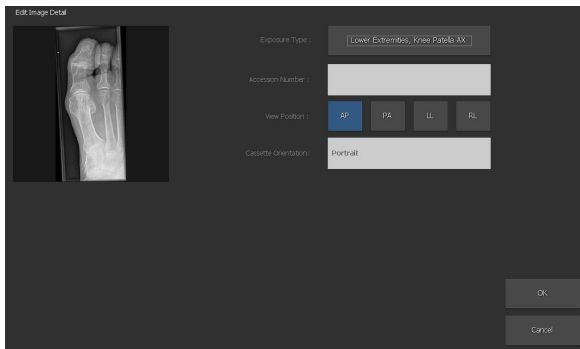 Edit Image Detail
Exposure Type :
Lower Extremities, Knee Patella AX
Accession Number :
View Position :
AP
PA
LL
RL
Cassette Orientation:
Portrait
OK
Cancel